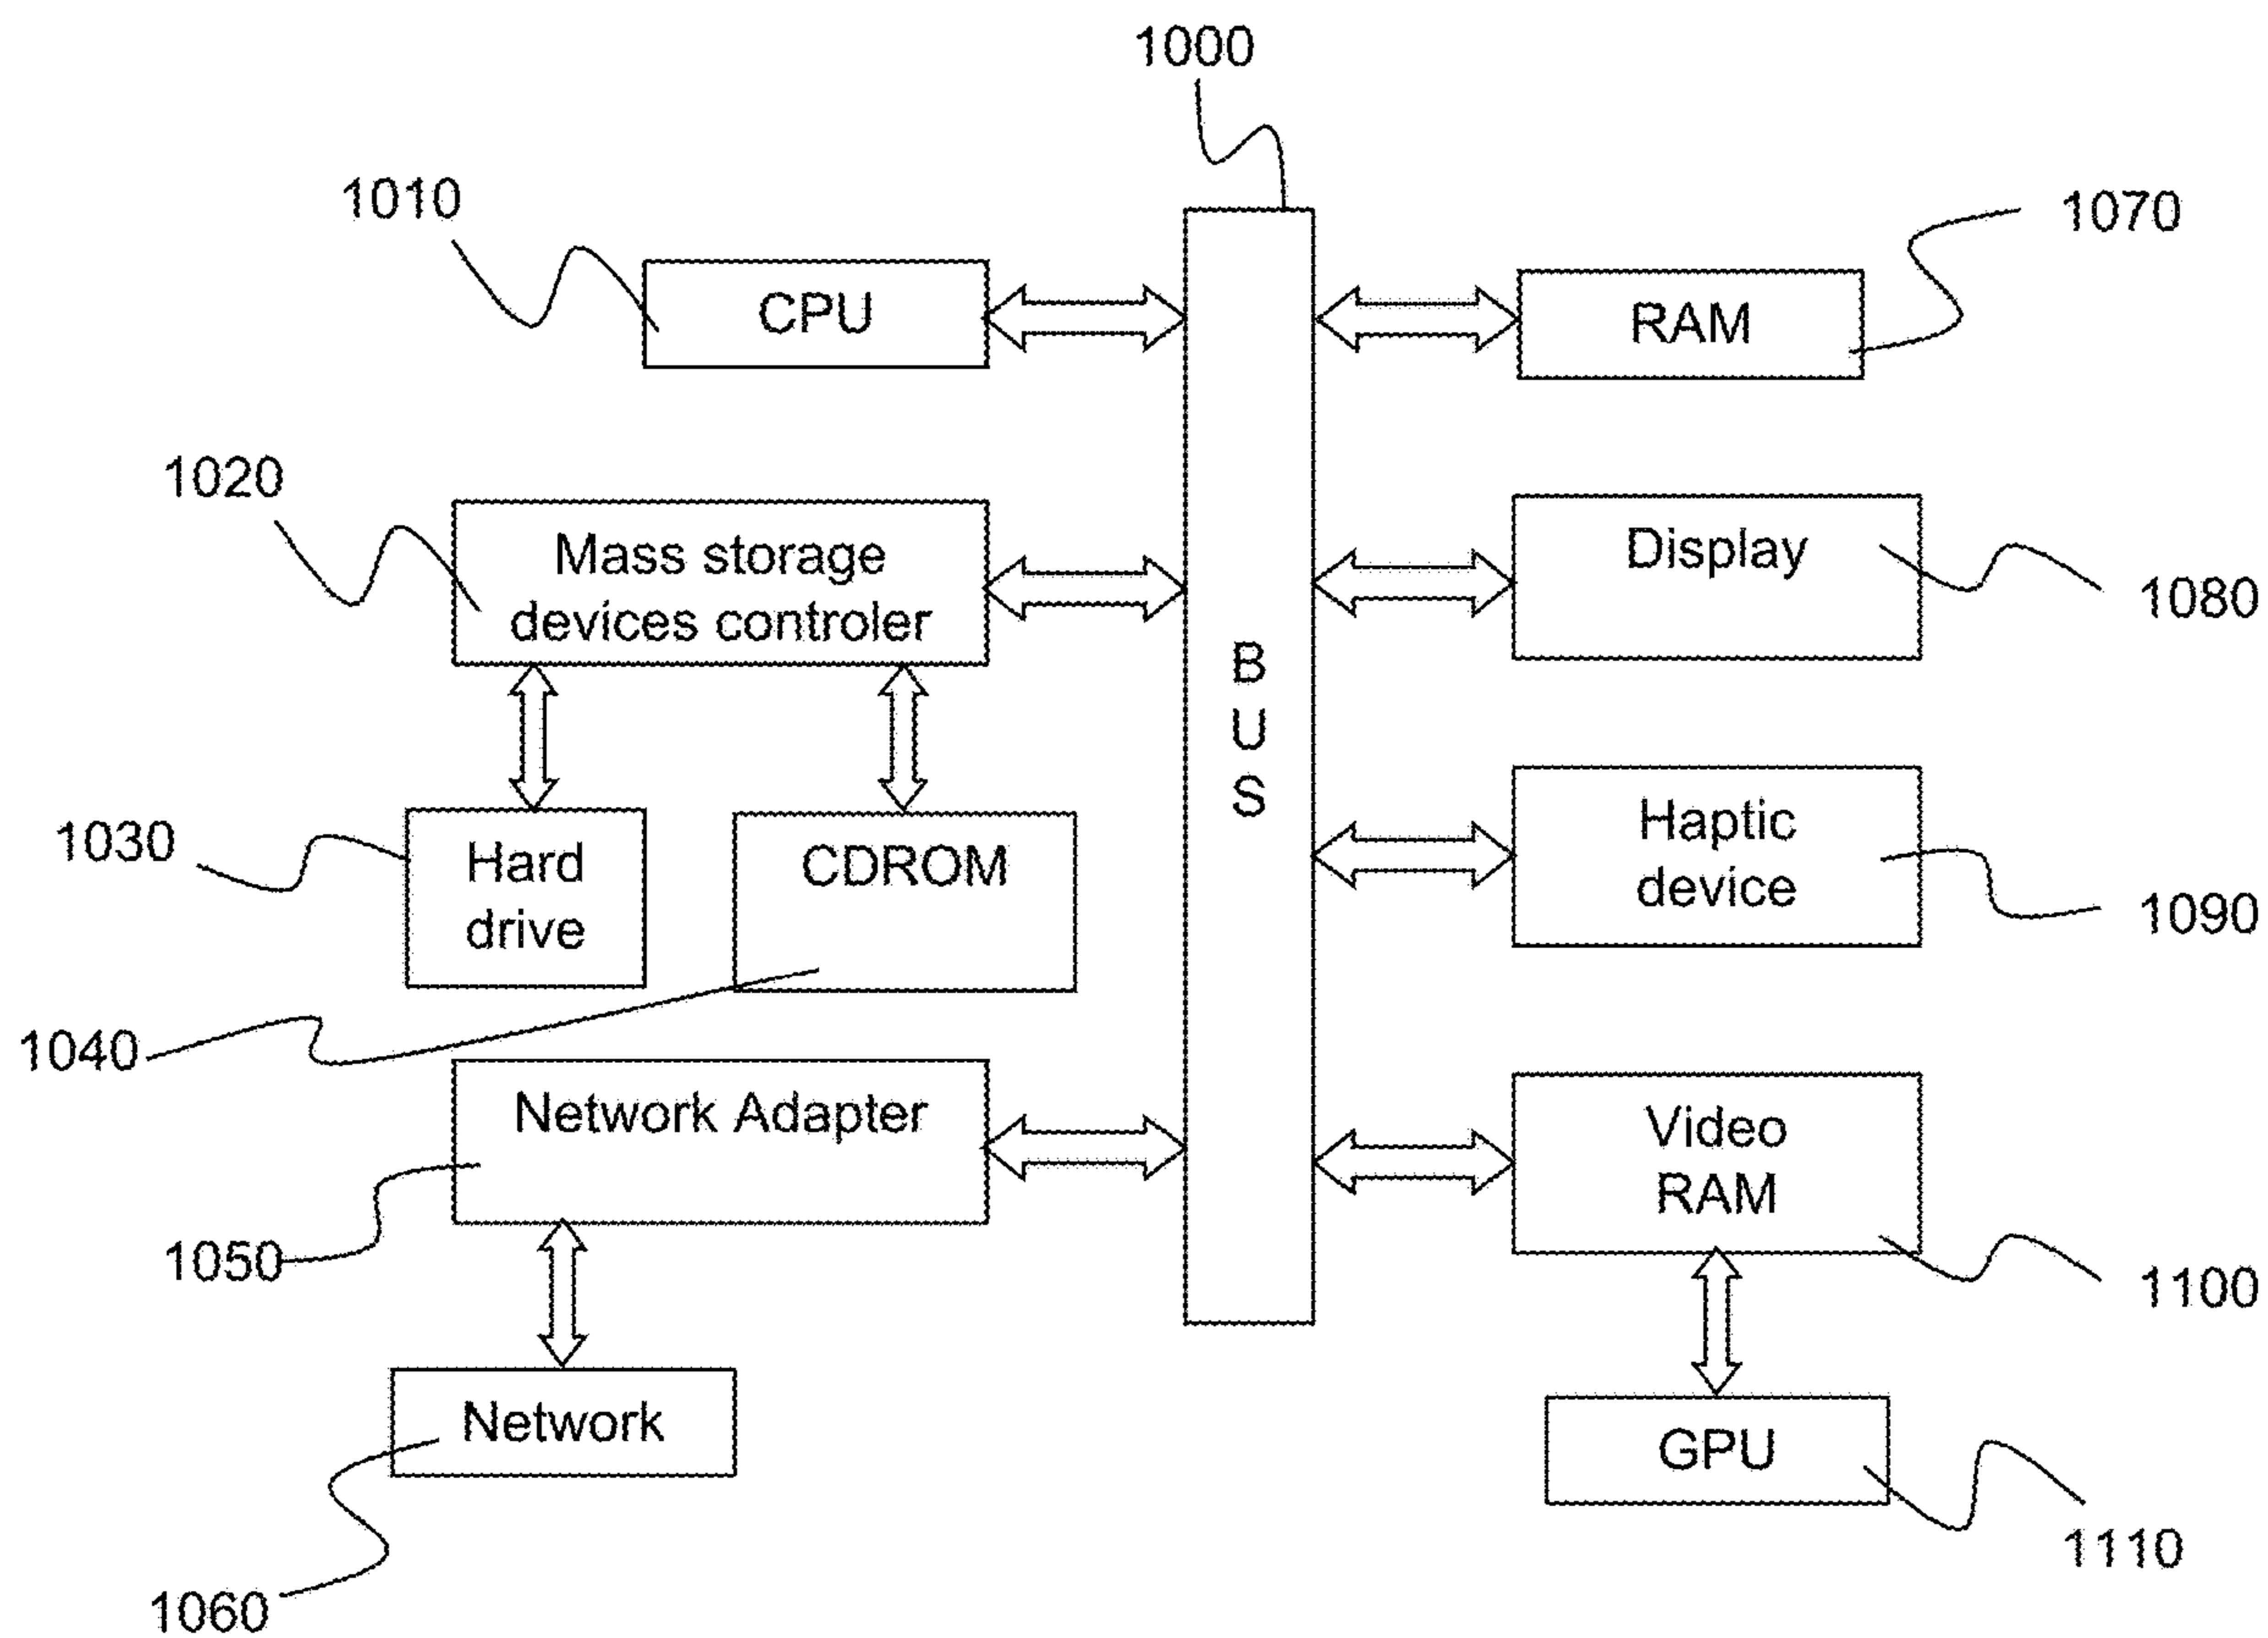 1000
1010
CPU
RAM
1070
1020
Mass storage
devices controler
Display
1080
B
U
S
1030
Hard
drive
CDROM
Haptic
device
1090
1040
Network Adapter
1050
Video
RAM
1100
Network
1060
GPU
1110